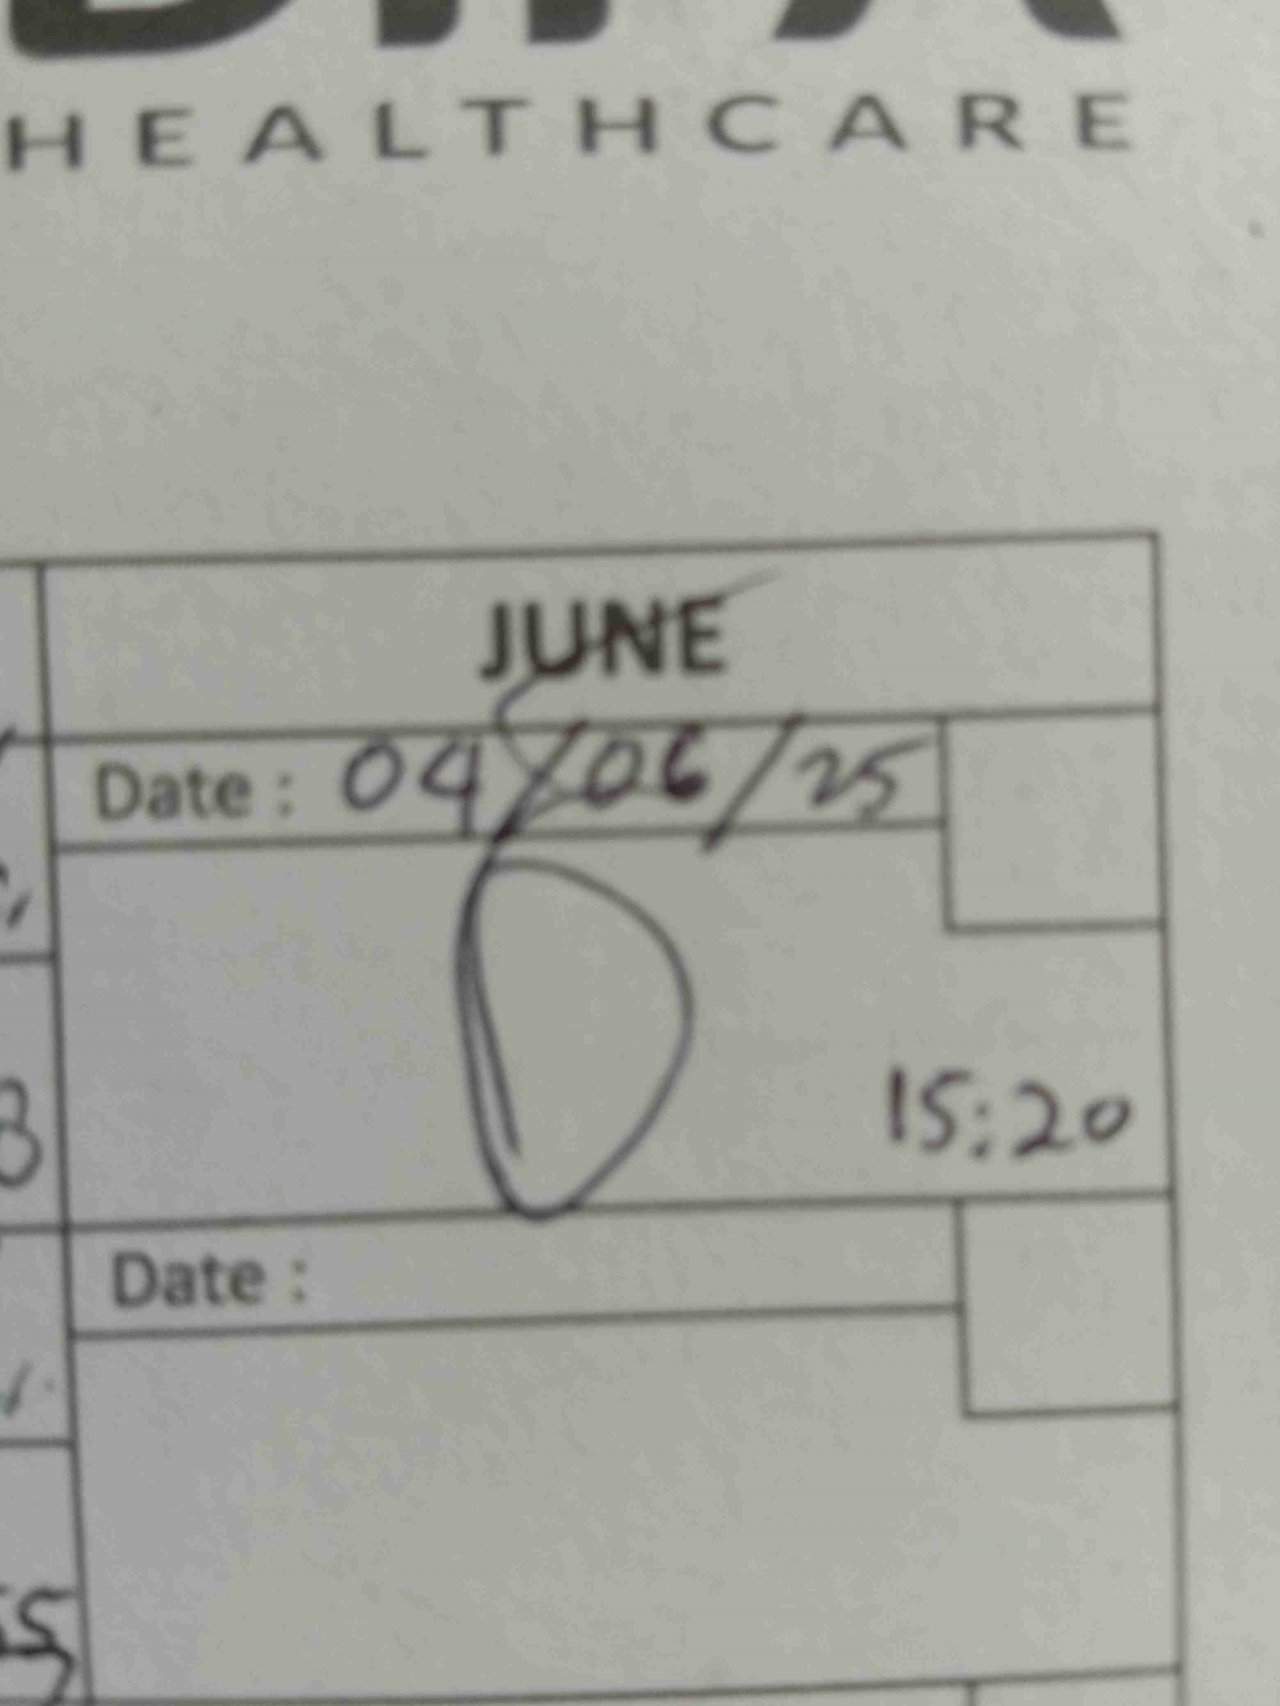 HEALTHCARE
JUNE
Date : 04/06/25
15:20
Date :